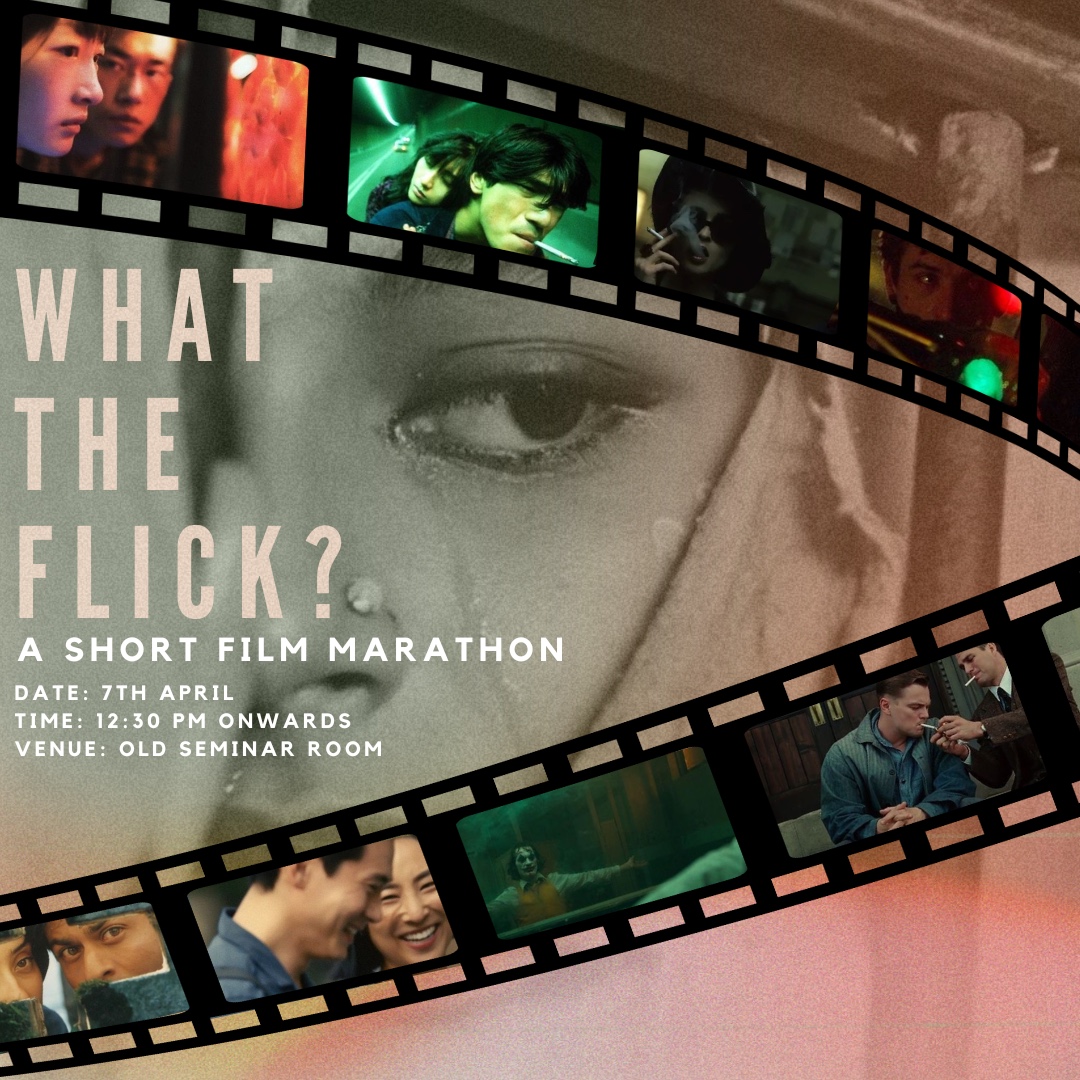 WHAT
THE
FLICK?
A SHORT FILM MARATHON
DATE: 7TH APRIL
TIME: 12:30 PM ONWARDS
VENUE: OLD SEMINAR ROOM